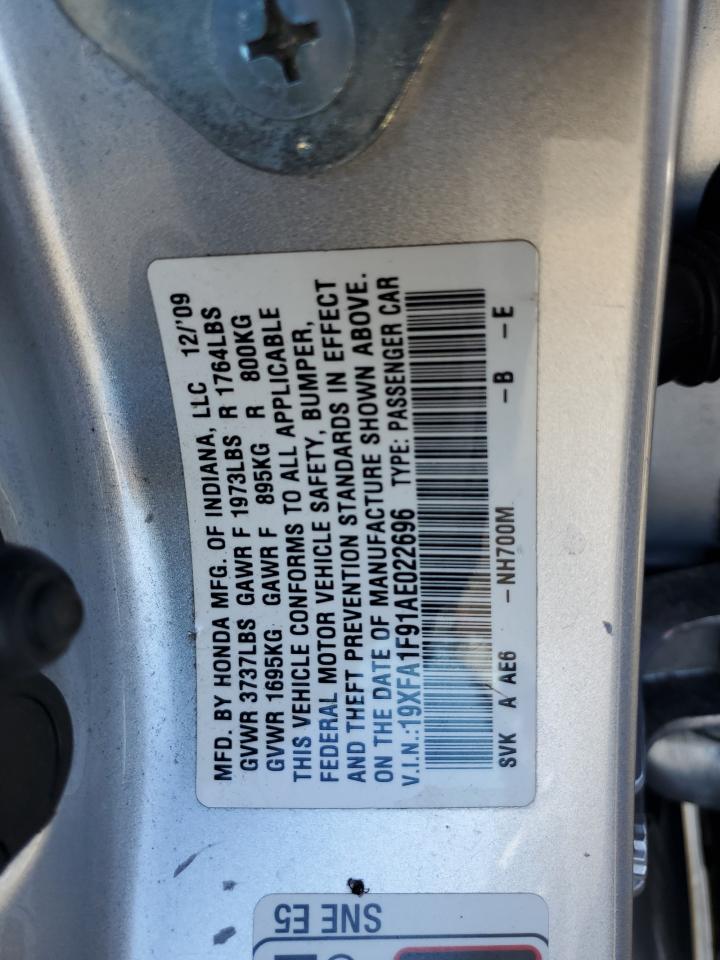 MFD. BY HONDA MFG. OF INDIANA, LLC 12/'09
GVWR 3737LBS GAWR F 1973LBS R 1764LBS
GVWR 1695KG GAWR F 895KG R 800KG
THIS VEHICLE CONFORMS TO ALL APPLICABLE
FEDERAL MOTOR VEHICLE SAFETY, BUMPER,
AND THEFT PREVENTION STANDARDS IN EFFECT
ON THE DATE OF MANUFACTURE SHOWN ABOVE.
V.I.N.:19XFA1F91AE022696 TYPE: PASSENGER CAR
SVK A AE6 -NH700M -B -E
SNE E5